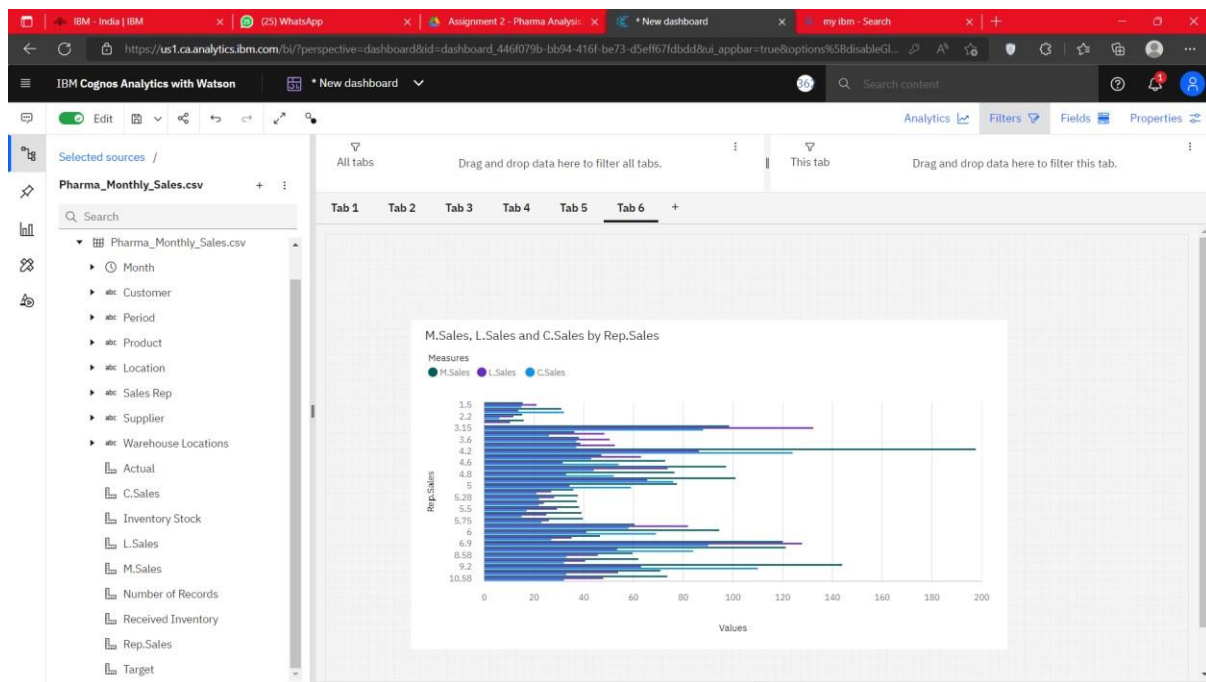 IBM - India | IBM
(25) WhatsApp
Assignment 2 - Pharma Analysis
* New dashboard
my ibm - Search
https://us1.ca.analytics.ibm.com/bi/?perspective=dashboard&id=dashboard_446f079b-bb94-416f-be73-d5eff67fdbdd&ui_appbar=true&options%5BdisableGl...
IBM Cognos Analytics with Watson
* New dashboard
Search content
Edit
Analytics
Filters
Fields
Properties
Selected sources /
Pharma_Monthly_Sales.csv
Search
Pharma_Monthly_Sales.csv
Month
abc Customer
abc Period
abc Product
abc Location
abc Sales Rep
abc Supplier
abc Warehouse Locations
Actual
C.Sales
Inventory Stock
L.Sales
M.Sales
Number of Records
Received Inventory
Rep.Sales
Target
All tabs
Drag and drop data here to filter all tabs.
This tab
Drag and drop data here to filter this tab.
Tab 1 Tab 2 Tab 3 Tab 4 Tab 5 Tab 6 +
M.Sales, L.Sales and C.Sales by Rep.Sales
Measures
M.Sales L.Sales C.Sales
Rep.Sales
1.5
2.2
3.15
3.6
4.2
4.6
4.8
5
5.28
5.5
5.75
6
6.9
8.58
9.2
10.58
0 20 40 60 80 100 120 140 160 180 200
Values